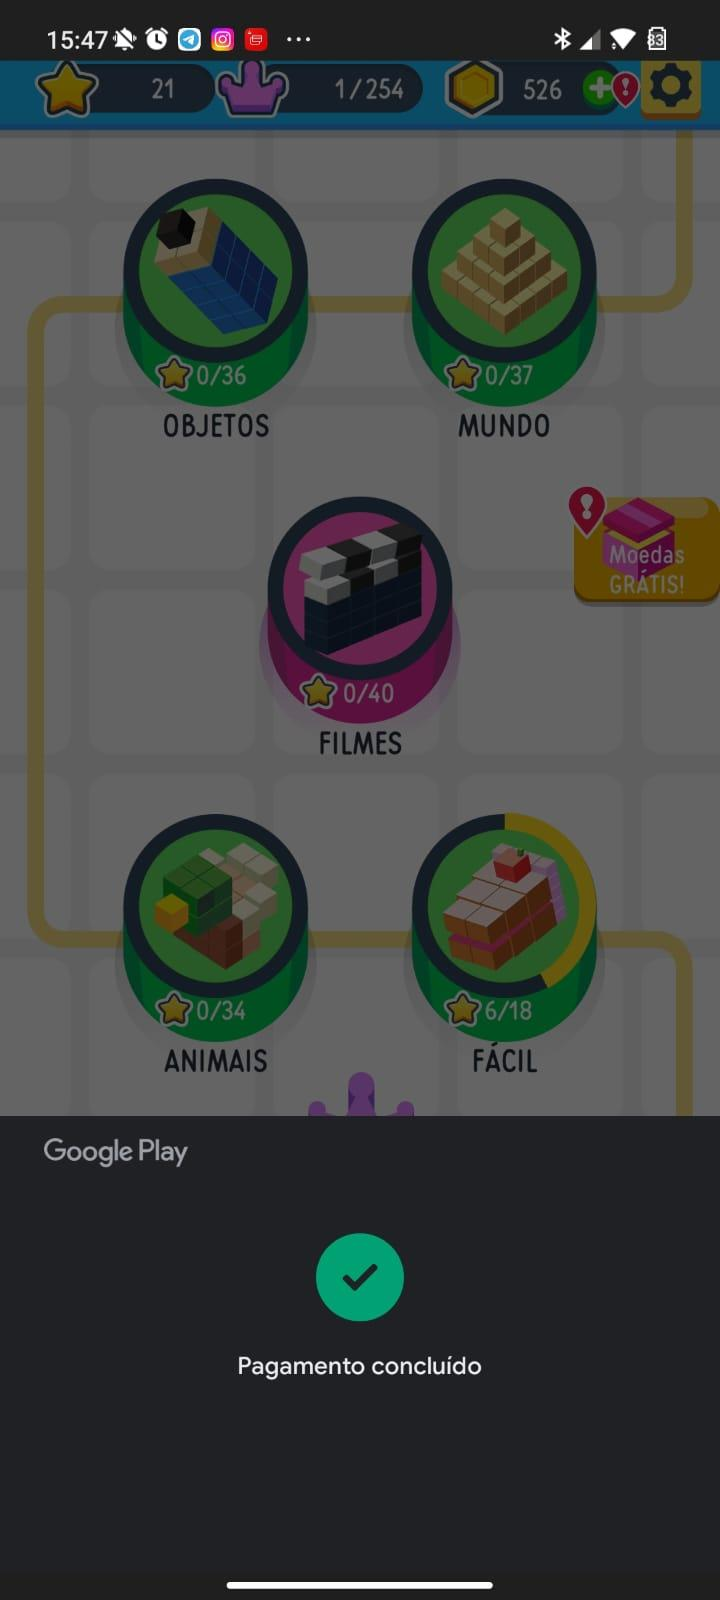 15:47
83
21
1/254
526
0/36
0/37
OBJETOS
MUNDO
Moedas
GRÁTIS!
0/40
FILMES
0/34
6/18
ANIMAIS
FÁCIL
Google Play
Pagamento concluído